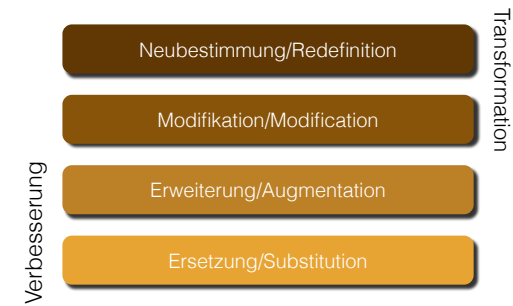 Neubestimmung/Redefinition
Transformation
Modifikation/Modification
Erweiterung/Augmentation
Verbesserung
Ersetzung/Substitution